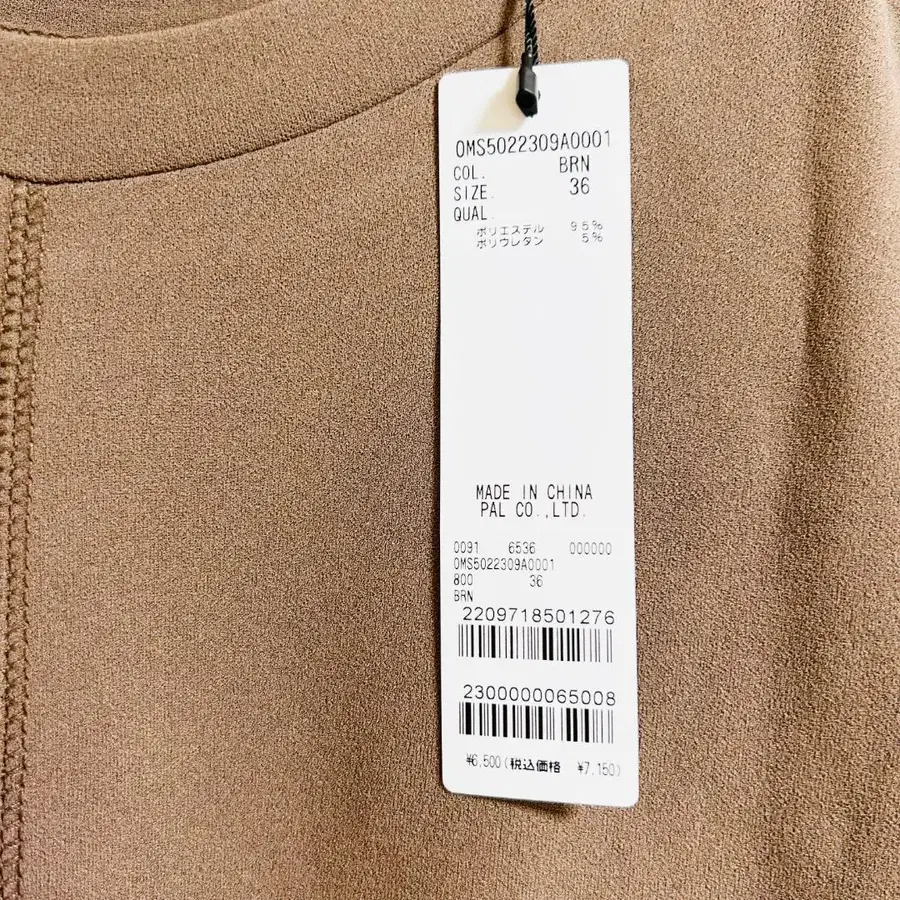 OMS5022309A0001
COL. BRN
SIZE. 36
QUAL.
ポリエステル 95%
ポリウレタン 5%
MADE IN CHINA
PAL CO.,LTD.
0091 6536 000000
OMS5022309A0001
800 36
BRN
2209718501276
2300000065008
¥6,500(税込価格 ¥7,150)